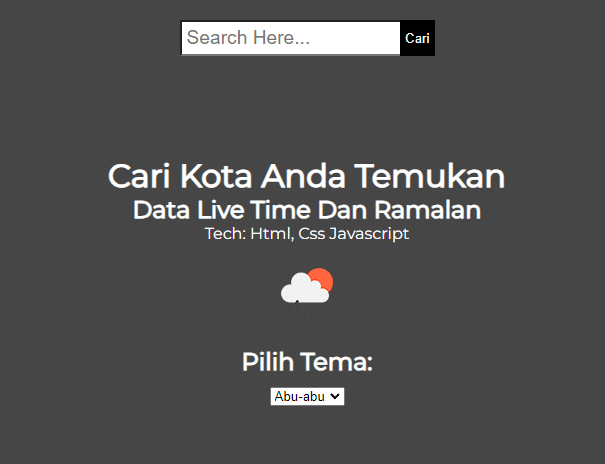 Search Here... Cari
Cari Kota Anda Temukan
Data Live Time Dan Ramalan
Tech: Html, Css Javascript
Pilih Tema:
Abu-abu